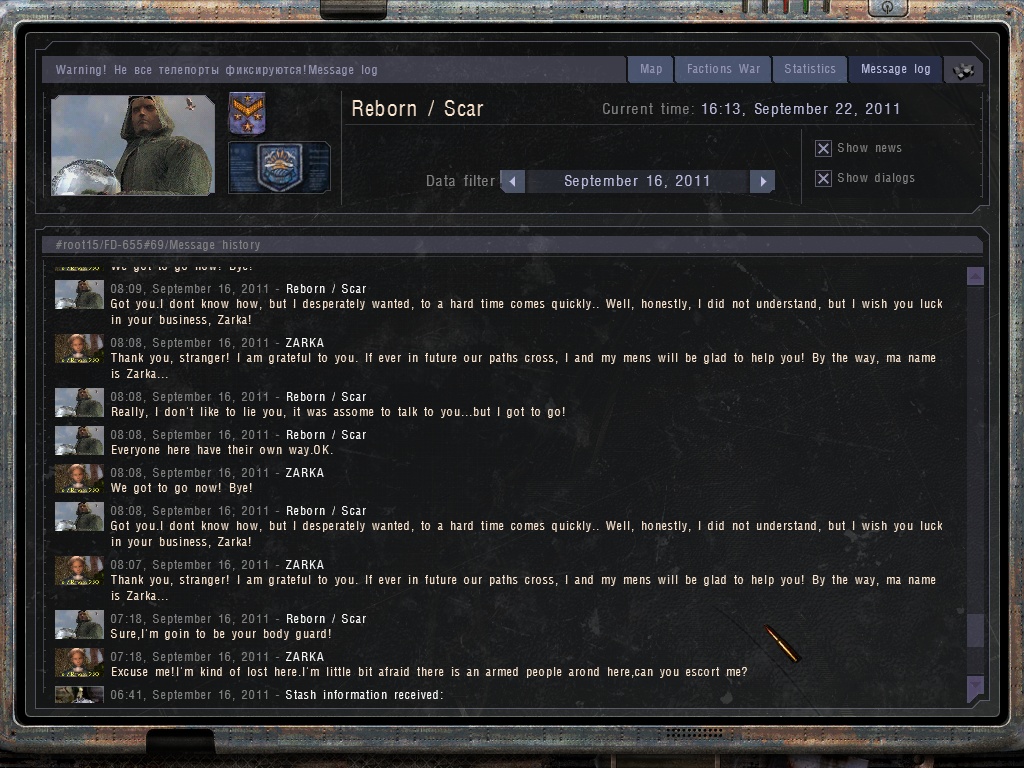 Warning! Не все телепорты фиксируются!Message log
Map
Factions War
Statistics
Message log
Reborn / Scar
Current time: 16:13, September 22, 2011
Show news
Data filter
September 16, 2011
Show dialogs
#root15/FD-655#69/Message history
We got to go now! Bye!
08:09, September 16, 2011 - Reborn / Scar
Got you.I dont know how, but I desperately wanted, to a hard time comes quickly.. Well, honestly, I did not understand, but I wish you luck
in your business, Zarka!
08:08, September 16, 2011 - ZARKA
Thank you, stranger! I am grateful to you. If ever in future our paths cross, I and my mens will be glad to help you! By the way, ma name
is Zarka...
08:08, September 16, 2011 - Reborn / Scar
Really, I don't like to lie you, it was assome to talk to you...but I got to go!
08:08, September 16, 2011 - Reborn / Scar
Everyone here have their own way.OK.
08:08, September 16, 2011 - ZARKA
We got to go now! Bye!
08:08, September 16, 2011 - Reborn / Scar
Got you.I dont know how, but I desperately wanted, to a hard time comes quickly.. Well, honestly, I did not understand, but I wish you luck
in your business, Zarka!
08:07, September 16, 2011 - ZARKA
Thank you, stranger! I am grateful to you. If ever in future our paths cross, I and my mens will be glad to help you! By the way, ma name
is Zarka...
07:18, September 16, 2011 - Reborn / Scar
Sure,I'm goin to be your body guard!
07:18, September 16, 2011 - ZARKA
Excuse me!I'm kind of lost here.I'm little bit afraid there is an armed people arond here,can you escort me?
06:41, September 16, 2011 - Stash information received: